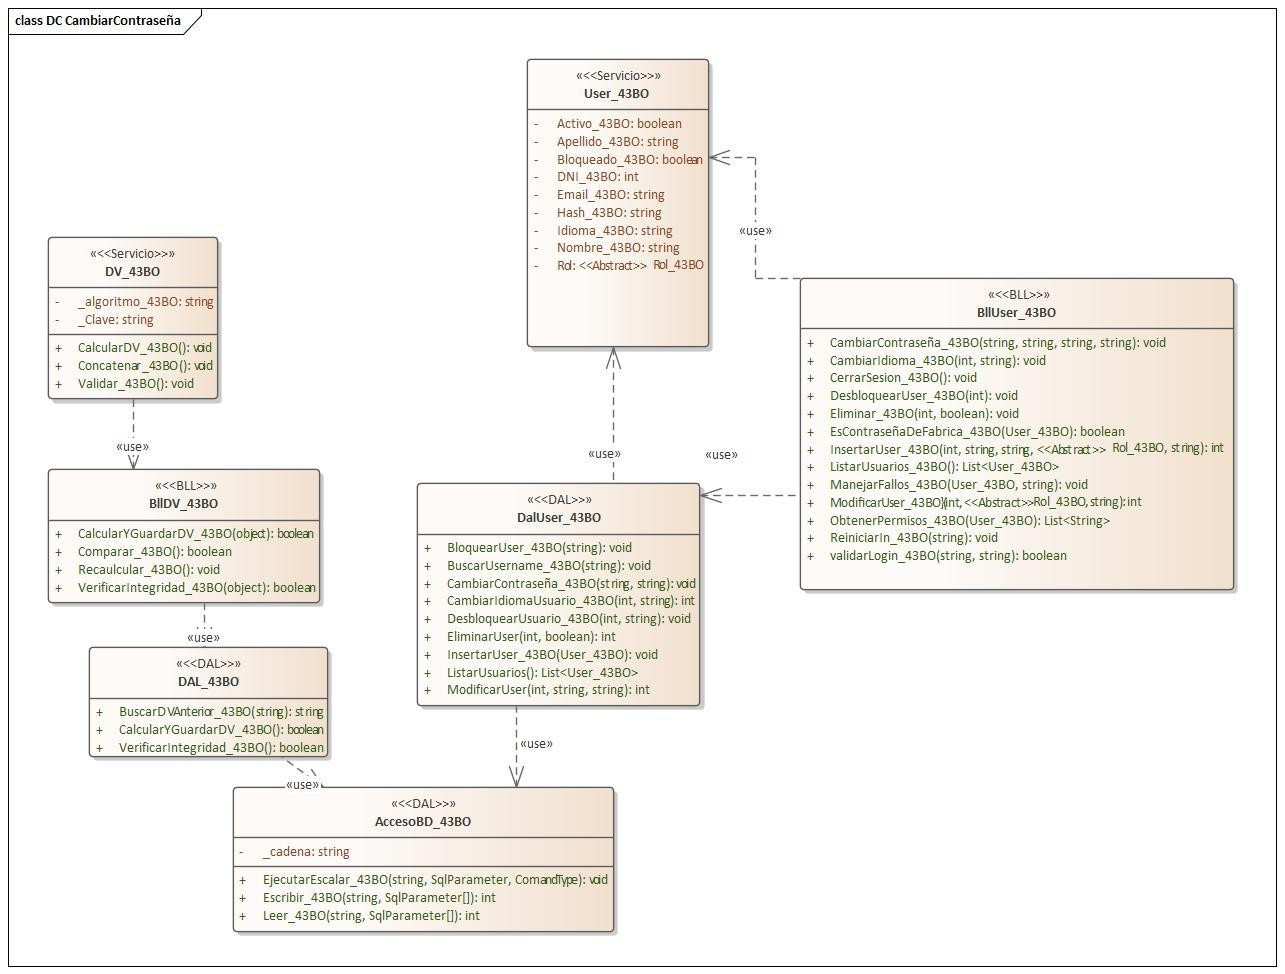 class DC CambiarContraseña
«<<Servicio>>»
User_43BO
- Activo_43BO: boolean
- Apellido_43BO: string
- Bloqueado_43BO: boolean
- DNI_43BO: int
- Email_43BO: string
- Hash_43BO: string
- Idioma_43BO: string
- Nombre_43BO: string
- Rol: <<Abstract>> Rol_43BO
«use»
«<<Servicio>>»
DV_43BO
- _algoritmo_43BO: string
- _Clave: string
+ CalcularDV_43BO(): void
+ Concatenar_43BO(): void
+ Validar_43BO(): void
«use»
«<<BLL>>»
BllUser_43BO
+ CambiarContraseña_43BO(string, string, string, string): void
+ CambiarIdioma_43BO(int, string): void
+ CerrarSesion_43BO(): void
+ DesbloquearUser_43BO(int): void
+ Eliminar_43BO(int, boolean): void
+ EsContraseñaDeFabrica_43BO(User_43BO): boolean
+ InsertarUser_43BO(int, string, string, <<Abstract>> Rol_43BO, string): int
+ ListarUsuarios_43BO(): List<User_43BO>
+ ManejarFallos_43BO(User_43BO, string): void
+ ModificarUser_43BO)(int, <<Abstract>>Rol_43BO, string): int
+ ObtenerPermisos_43BO(User_43BO): List<String>
+ ReiniciarIn_43BO(string): void
+ validarLogin_43BO(string, string): boolean
«use»
«use»
«<<BLL>>»
BllDV_43BO
+ CalcularYGuardarDV_43BO(object): boolean
+ Comparar_43BO(): boolean
+ Recaulcular_43BO(): void
+ VerificarIntegridad_43BO(object): boolean
«use»
«<<DAL>>»
DalUser_43BO
+ BloquearUser_43BO(string): void
+ BuscarUsername_43BO(string): void
+ CambiarContraseña_43BO(string, string): void
+ CambiarIdiomaUsuario_43BO(int, string): int
+ DesbloquearUsuario_43BO(int, string): void
+ EliminarUser(int, boolean): int
+ InsertarUser_43BO(User_43BO): void
+ ListarUsuarios(): List<User_43BO>
+ ModificarUser(int, string, string): int
«use»
«<<DAL>>»
DAL_43BO
+ BuscarDVAnterior_43BO(string): string
+ CalcularYGuardarDV_43BO(): boolean
+ VerificarIntegridad_43BO(): boolean
«use»
«<<DAL>>»
AccesoBD_43BO
- _cadena: string
+ EjecutarEscalar_43BO(string, SqlParameter, ComandType): void
+ Escribir_43BO(string, SqlParameter[]): int
+ Leer_43BO(string, SqlParameter[]): int